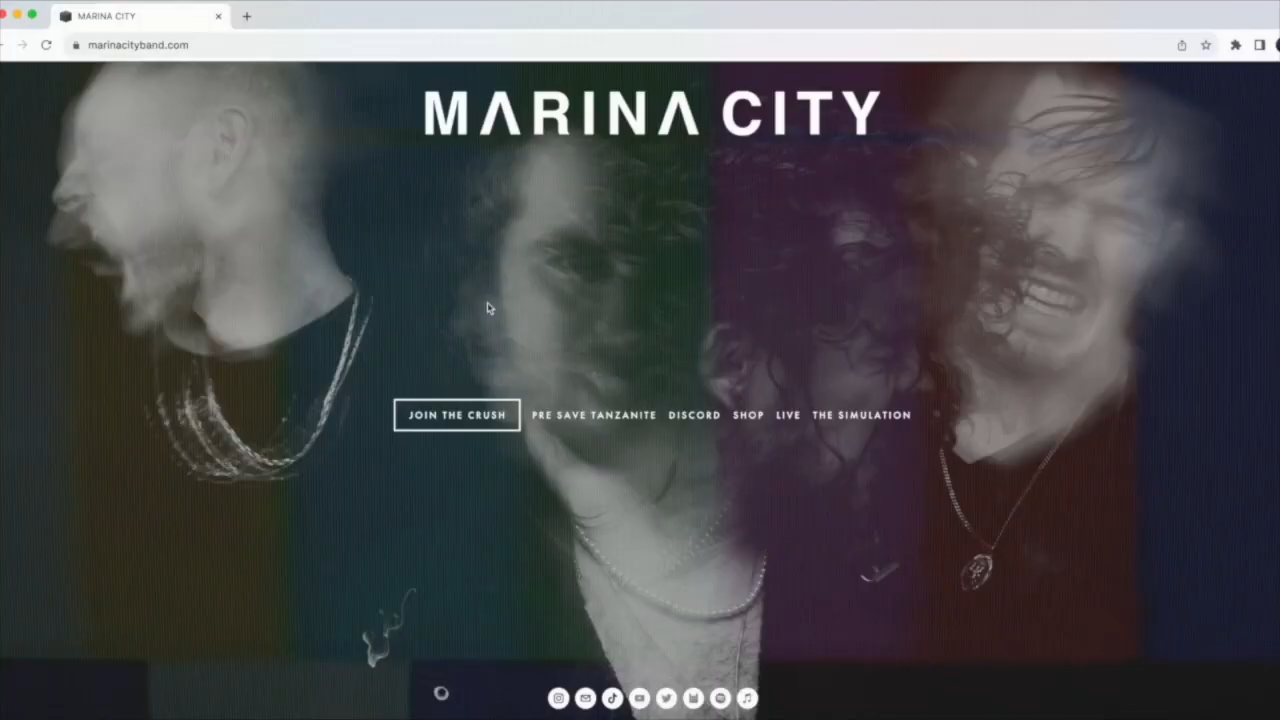 MARINA CITY
marinacityband.com
MARINA CITY
JOIN THE CRUSH PRE SAVE TANZANITE DISCORD SHOP LIVE THE SIMULATION